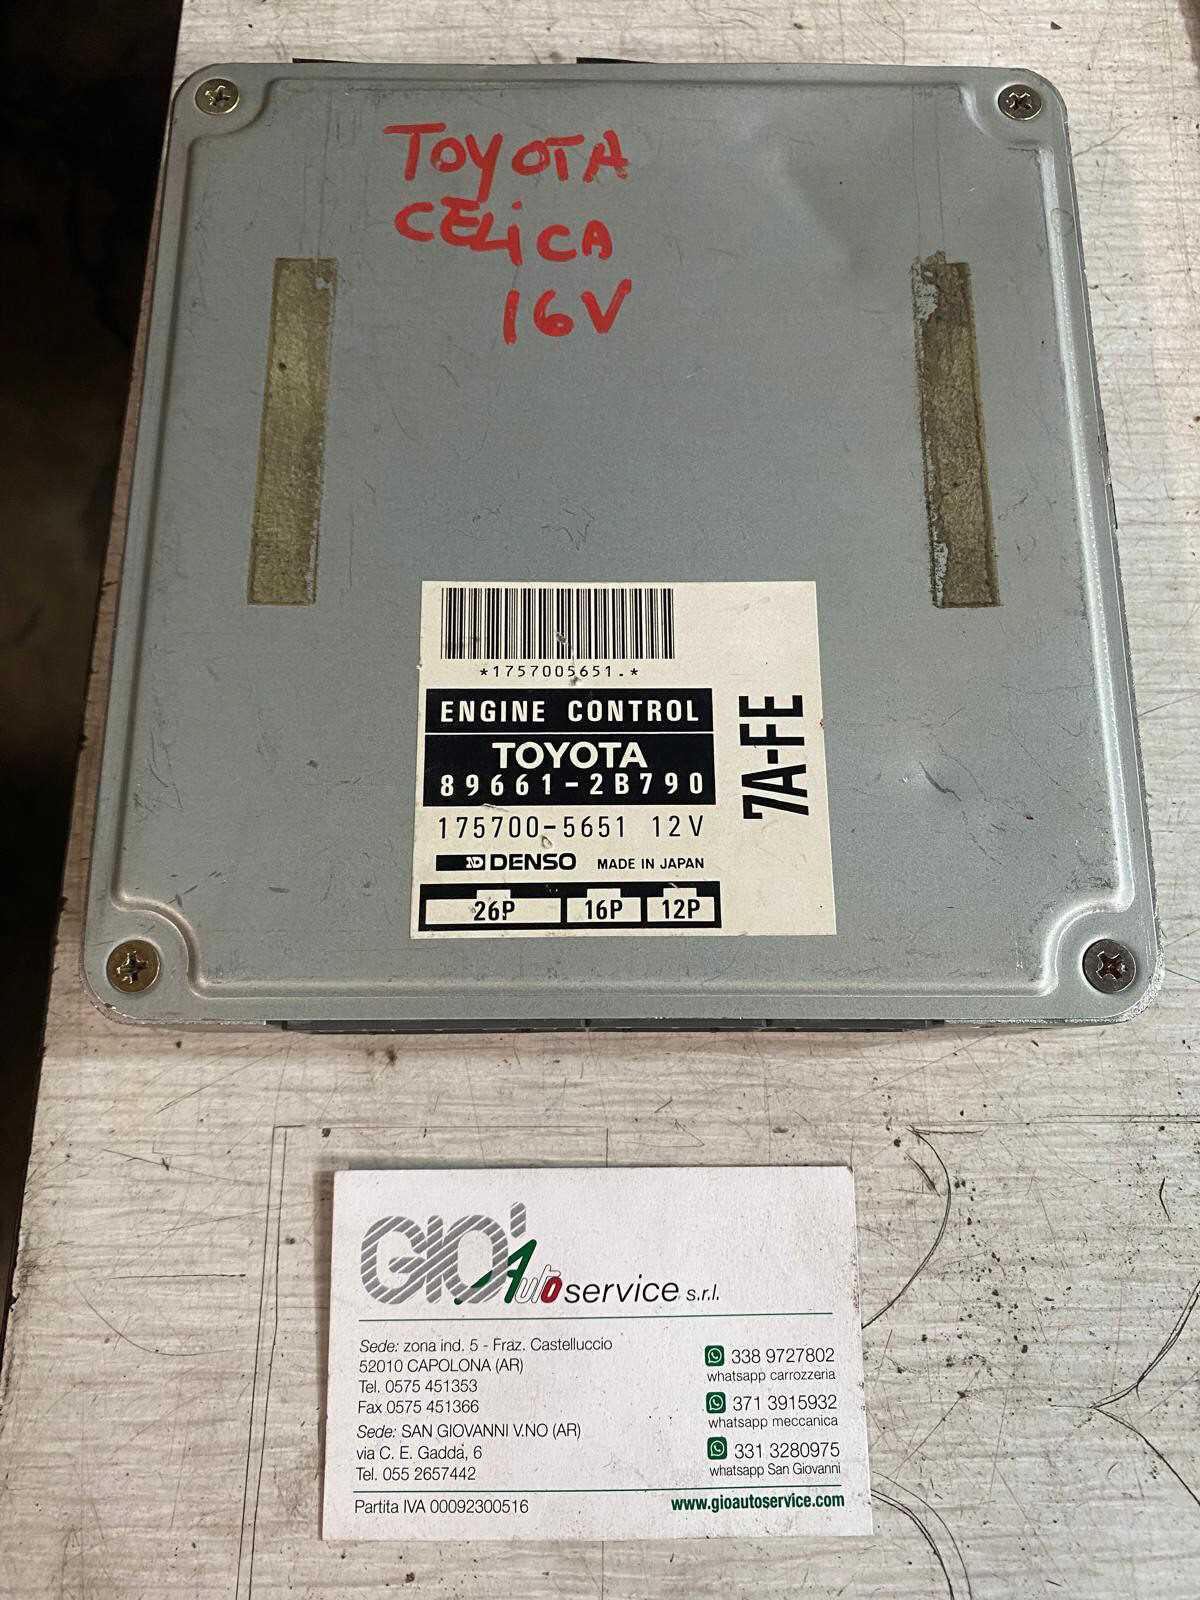 TOYOTA
CELiCA
16V
*1757005651.*
ENGINE CONTROL
TOYOTA
89661-2B790
175700-5651 12V
ND DENSO MADE IN JAPAN
26P 16P 12P
7A-FE
GIO' Autoservice s.r.l.
Sede: zona ind. 5 - Fraz. Castelluccio
52010 CAPOLONA (AR)
Tel. 0575 451353
Fax 0575 451366
Sede: SAN GIOVANNI V.NO (AR)
via C. E. Gadda, 6
Tel. 055 2657442
338 9727802
whatsapp carrozzeria
371 3915932
whatsapp meccanica
331 3280975
whatsapp San Giovanni
Partita IVA 00092300516
www.gioautoservice.com